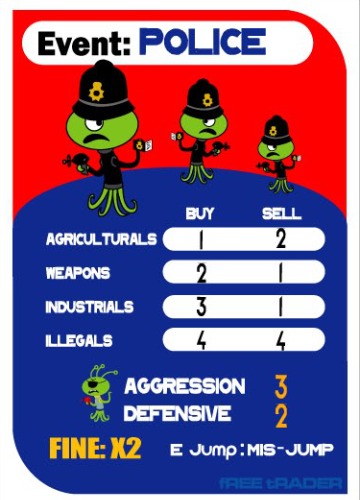 Event: POLICE
BUY SELL
AGRICULTURALS 1 2
WEAPONS 2 1
INDUSTRIALS 3 1
ILLEGALS 4 4
AGGRESSION 3
DEFENSIVE 2
FINE: X2 E Jump: MIS-JUMP
fREE tRADER